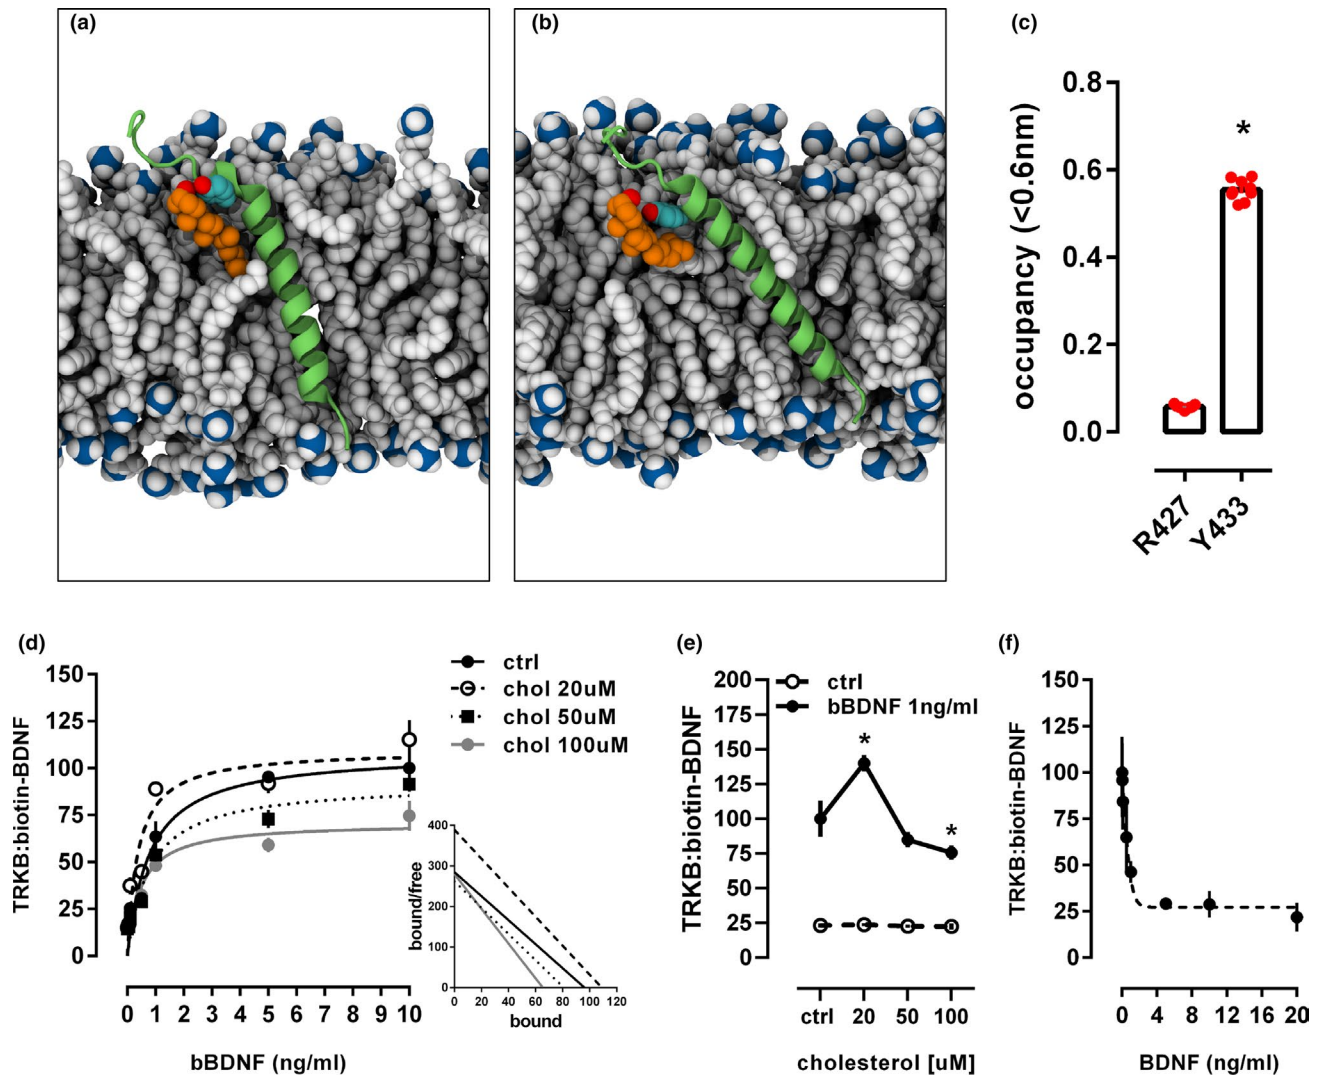 (a)
(b)
(c)
occupancy (<0.6nm)
0.8
0.6
0.4
0.2
0.0
*
R427
Y433
(d)
TRKB:biotin-BDNF
150
125
100
75
50
25
0
0 1 2 3 4 5 6 7 8 9 10
bBDNF (ng/ml)
ctrl
chol 20uM
chol 50uM
chol 100uM
bound/free
400
300
200
100
0
0 20 40 60 80 100 120
bound
(e)
TRKB:biotin-BDNF
200
175
150
125
100
75
50
25
0
ctrl
bBDNF 1ng/ml
*
*
ctrl 20 50 100
cholesterol [uM]
(f)
TRKB:biotin-BDNF
150
125
100
75
50
25
0
0 4 8 12 16 20
BDNF (ng/ml)